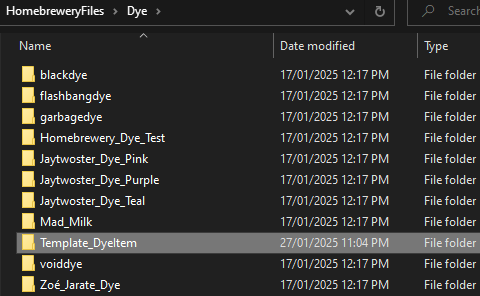 HomebreweryFiles > Dye > Search
Name Date modified Type
blackdye 17/01/2025 12:17 PM File folder
flashbangdye 17/01/2025 12:17 PM File folder
garbagedye 17/01/2025 12:17 PM File folder
Homebrewery_Dye_Test 17/01/2025 12:17 PM File folder
Jaytwoster_Dye_Pink 17/01/2025 12:17 PM File folder
Jaytwoster_Dye_Purple 17/01/2025 12:17 PM File folder
Jaytwoster_Dye_Teal 17/01/2025 12:17 PM File folder
Mad_Milk 17/01/2025 12:17 PM File folder
Template_DyeItem 27/01/2025 11:04 PM File folder
voiddye 17/01/2025 12:17 PM File folder
Zoé_Jarate_Dye 17/01/2025 12:17 PM File folder